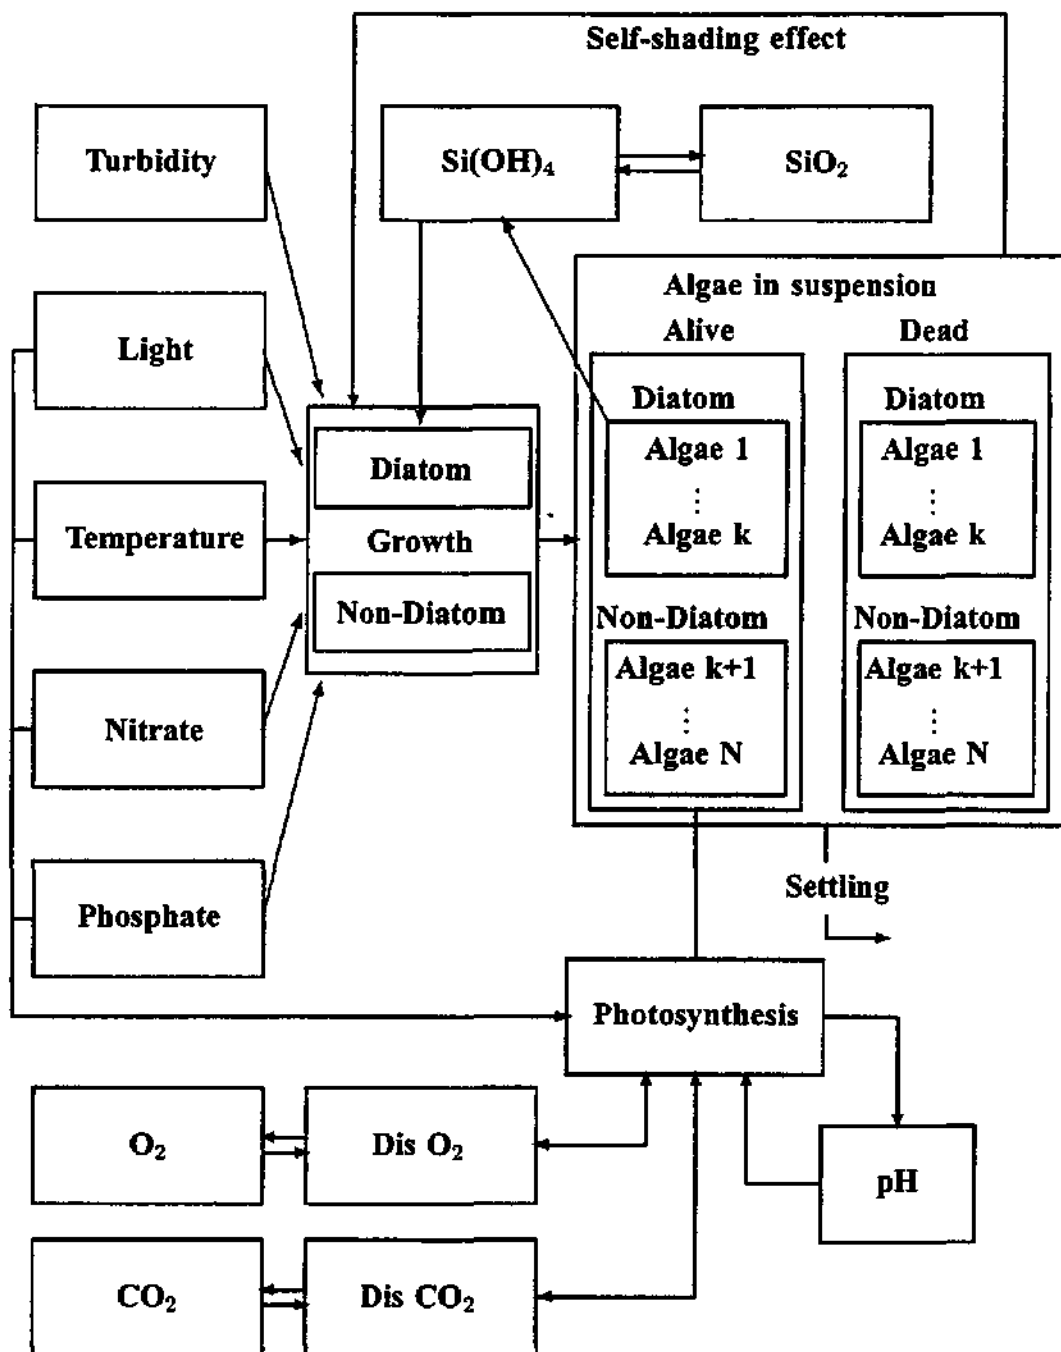 Self-shading effect
Turbidity
Si(OH)₄
SiO₂
Algae in suspension
Alive
Dead
Light
Diatom
Diatom
Algae 1
⋮
Algae k
Algae 1
⋮
Algae k
Diatom
Growth
Non-Diatom
Temperature
Non-Diatom
Non-Diatom
Algae k+1
⋮
Algae N
Algae k+1
⋮
Algae N
Nitrate
Phosphate
Settling
Photosynthesis
O₂
Dis O₂
pH
CO₂
Dis CO₂